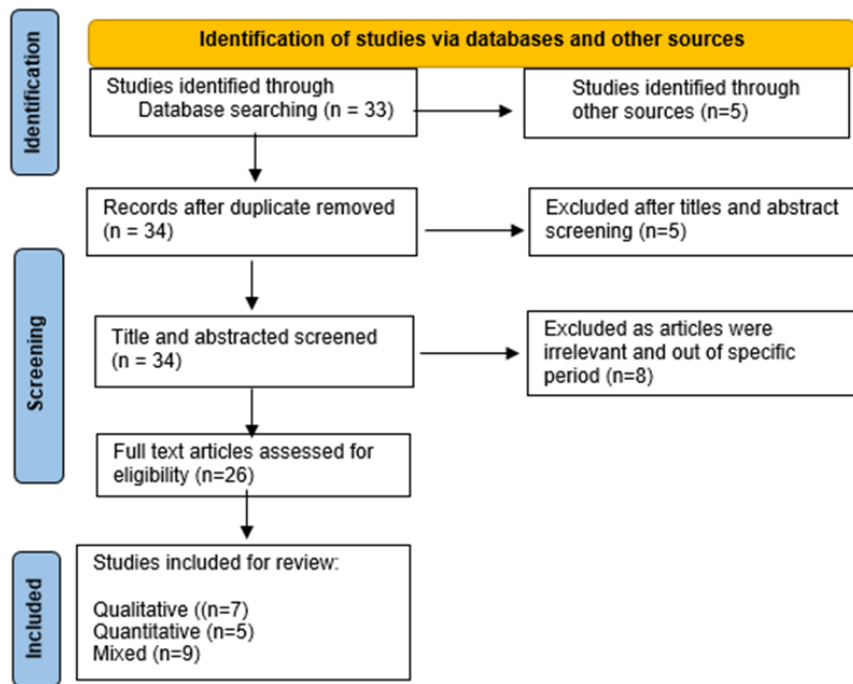 Identification of studies via databases and other sources
Identification
Studies identified through
Database searching (n = 33)
Studies identified through
other sources (n=5)
Records after duplicate removed
(n = 34)
Excluded after titles and abstract
screening (n=5)
Screening
Title and abstracted screened
(n = 34)
Excluded as articles were
irrelevant and out of specific
period (n=8)
Full text articles assessed for
eligibility (n=26)
Included
Studies included for review:
Qualitative ((n=7)
Quantitative (n=5)
Mixed (n=9)